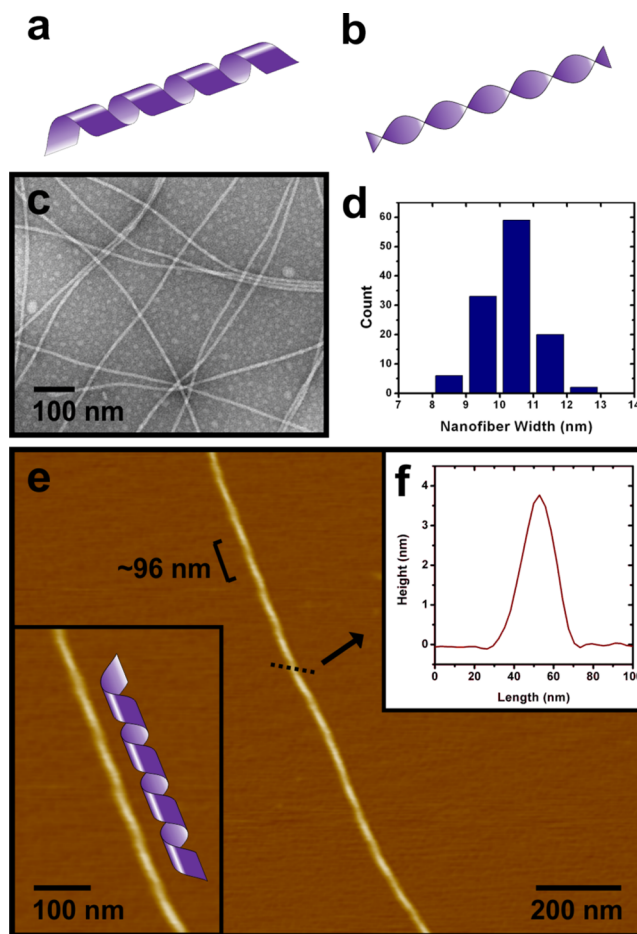 a
b
c
100 nm
d
60
50
40
30
20
10
0
Count
7 8 9 10 11 12 13 14
Nanofiber Width (nm)
e
~96 nm
100 nm
200 nm
f
4
3
2
1
0
Height (nm)
0 20 40 60 80 100
Length (nm)